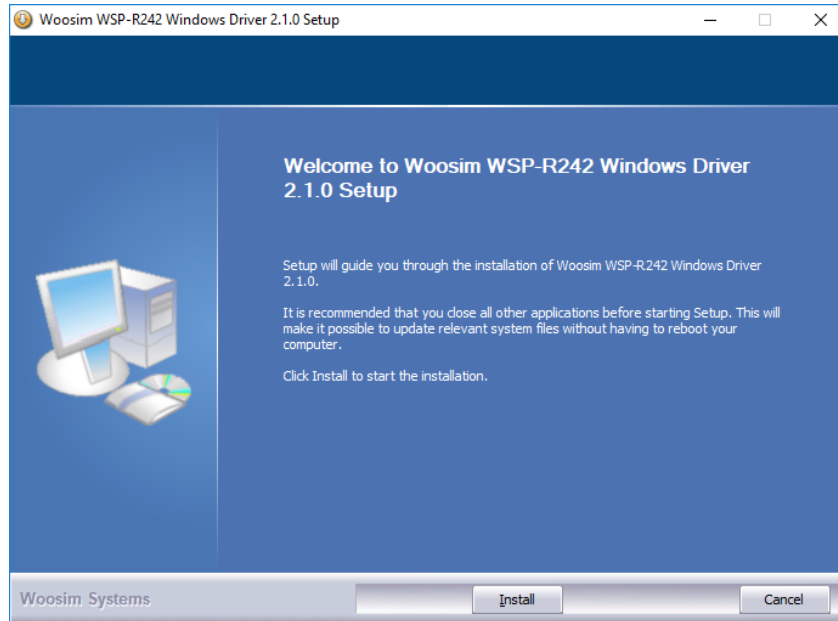 Woosim WSP-R242 Windows Driver 2.1.0 Setup
Welcome to Woosim WSP-R242 Windows Driver
2.1.0 Setup
Setup will guide you through the installation of Woosim WSP-R242 Windows Driver
2.1.0.
It is recommended that you close all other applications before starting Setup. This will
make it possible to update relevant system files without having to reboot your
computer.
Click Install to start the installation.
Woosim Systems
Install
Cancel